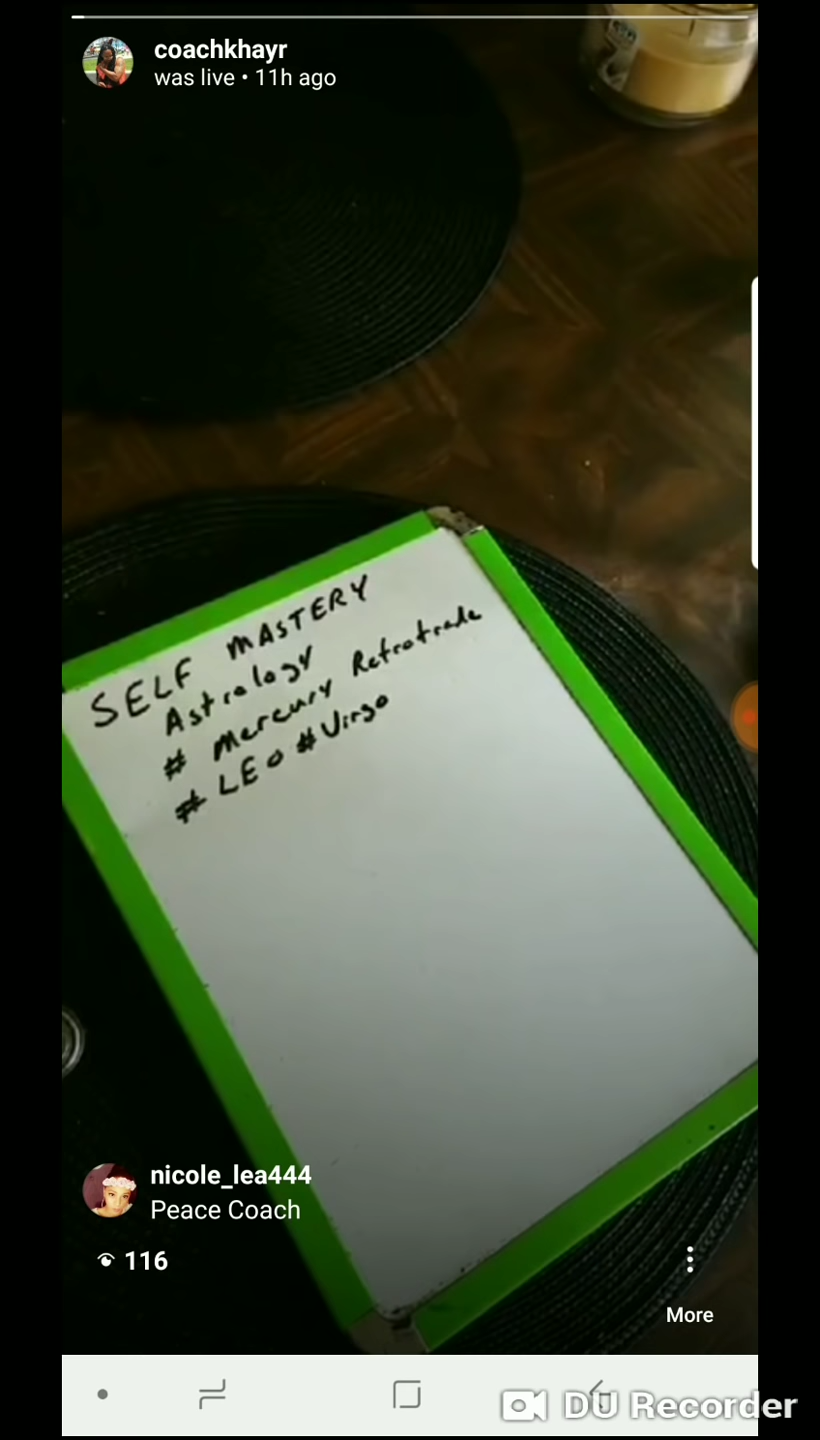 coachkhayr
was live • 11h ago
SELF MASTERY
Astrology
# Mercury Retrotrade
# LEO #Virgo
nicole_lea444
Peace Coach
116
More
DU Recorder